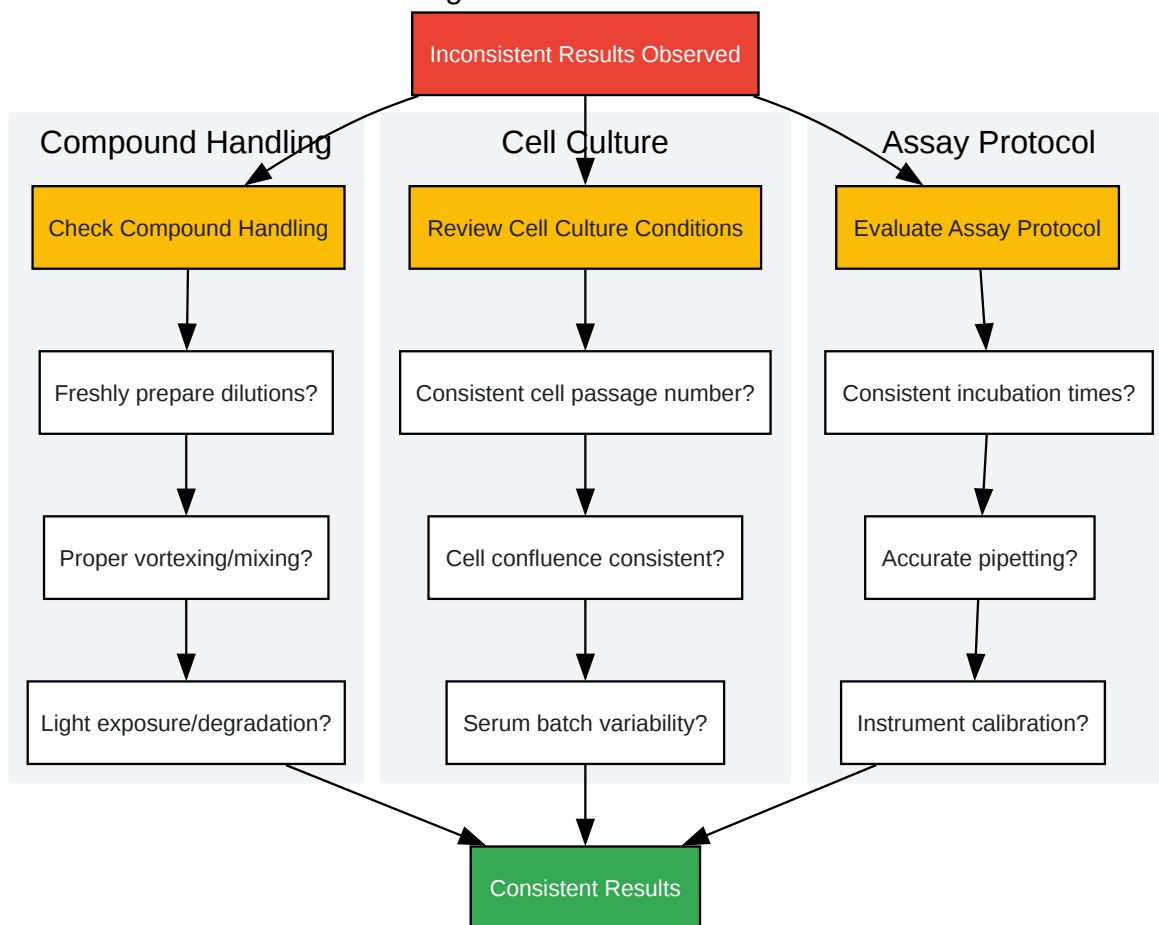 Inconsistent Results Observed
Compound Handling
Cell Culture
Assay Protocol
Check Compound Handling
Review Cell Culture Conditions
Evaluate Assay Protocol
Freshly prepare dilutions?
Consistent cell passage number?
Consistent incubation times?
Proper vortexing/mixing?
Cell confluence consistent?
Accurate pipetting?
Light exposure/degradation?
Serum batch variability?
Instrument calibration?
Consistent Results